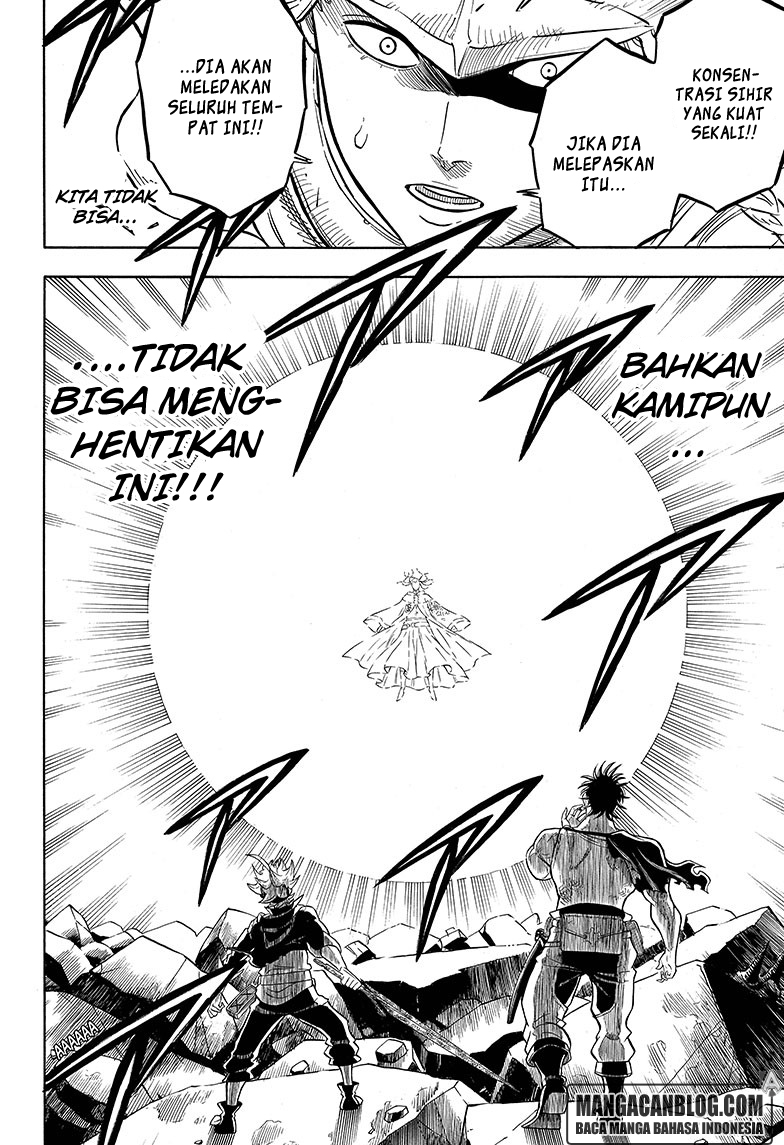 KONSEN-
TRASI SIHIR
YANG KUAT
SEKALI!!
JIKA DIA
MELEPASKAN
ITU...
...DIA AKAN
MELEDAKAN
SELURUH TEM-
PAT INI!!
KITA TIDAK
BISA...
BAHKAN
KAMIPUN
...
....TIDAK
BISA MENG-
HENTIKAN
INI!!!
AAAAAA
MANGACANBLOG.COM
BACA MANGA BAHASA INDONESIA